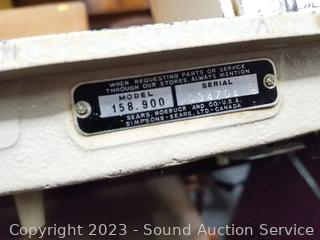 WHEN REQUESTING PARTS OR SERVICE
THROUGH OUR STORES, ALWAYS MENTION
MODEL SERIAL
158.900
SEARS, ROEBUCK AND CO.-U.S.A.
SIMPSONS-SEARS, LTD.-CANADA
Copyright © 2023 - Sound Auction Service